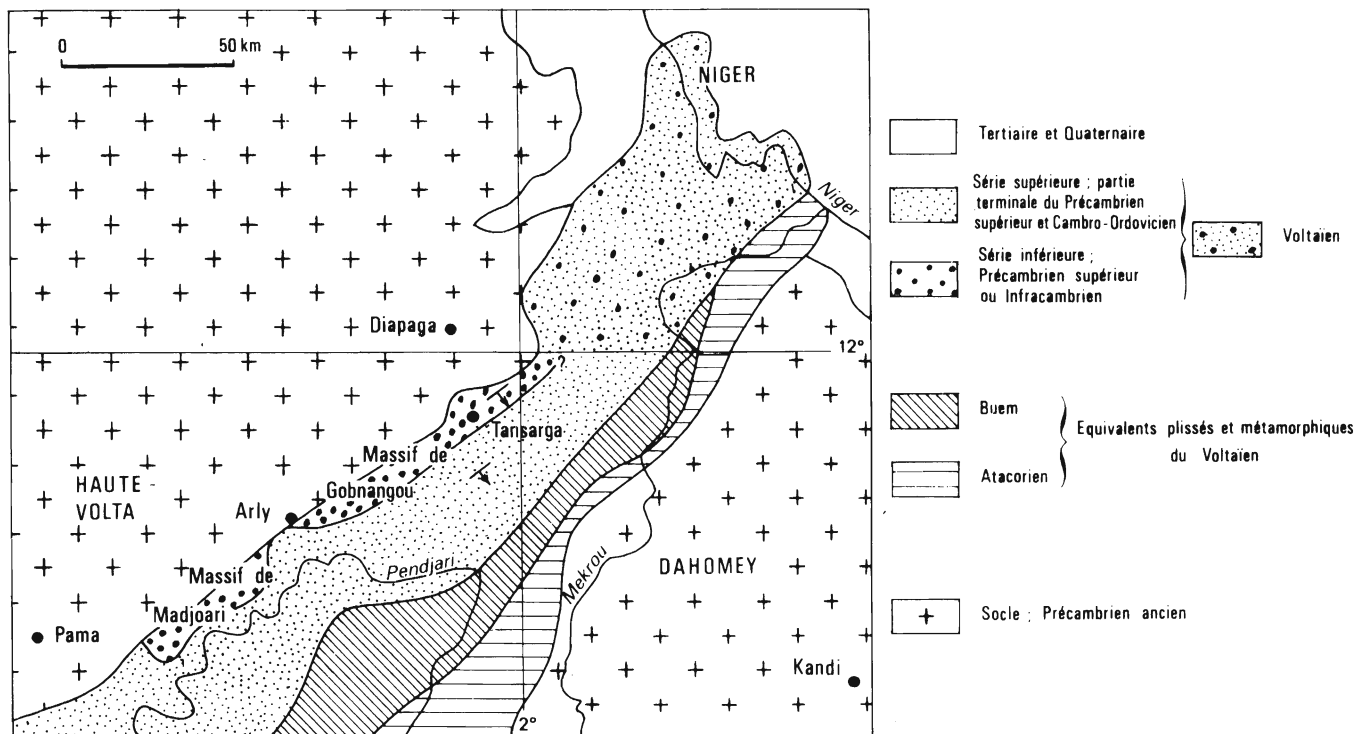 0 50 km
NIGER
Niger
Diapaga
12°
?
Tansarga
Massif de
Gobnangou
HAUTE -
VOLTA
Arly
Pendjari
Massif de
Madjoari
Mekrou
DAHOMEY
Pama
Kandi
2°
Tertiaire et Quaternaire
Série supérieure ; partie
terminale du Précambrien
supérieur et Cambro-Ordovicien
Voltaïen
Série inférieure ;
Précambrien supérieur
ou Infracambrien
Buem
Equivalents plissés et métamorphiques
du Voltaïen
Atacorien
Socle ; Précambrien ancien